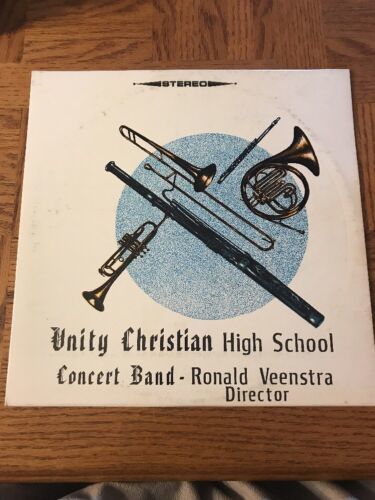 STEREO
Unity Christian High School
Concert Band - Ronald Veenstra
Director